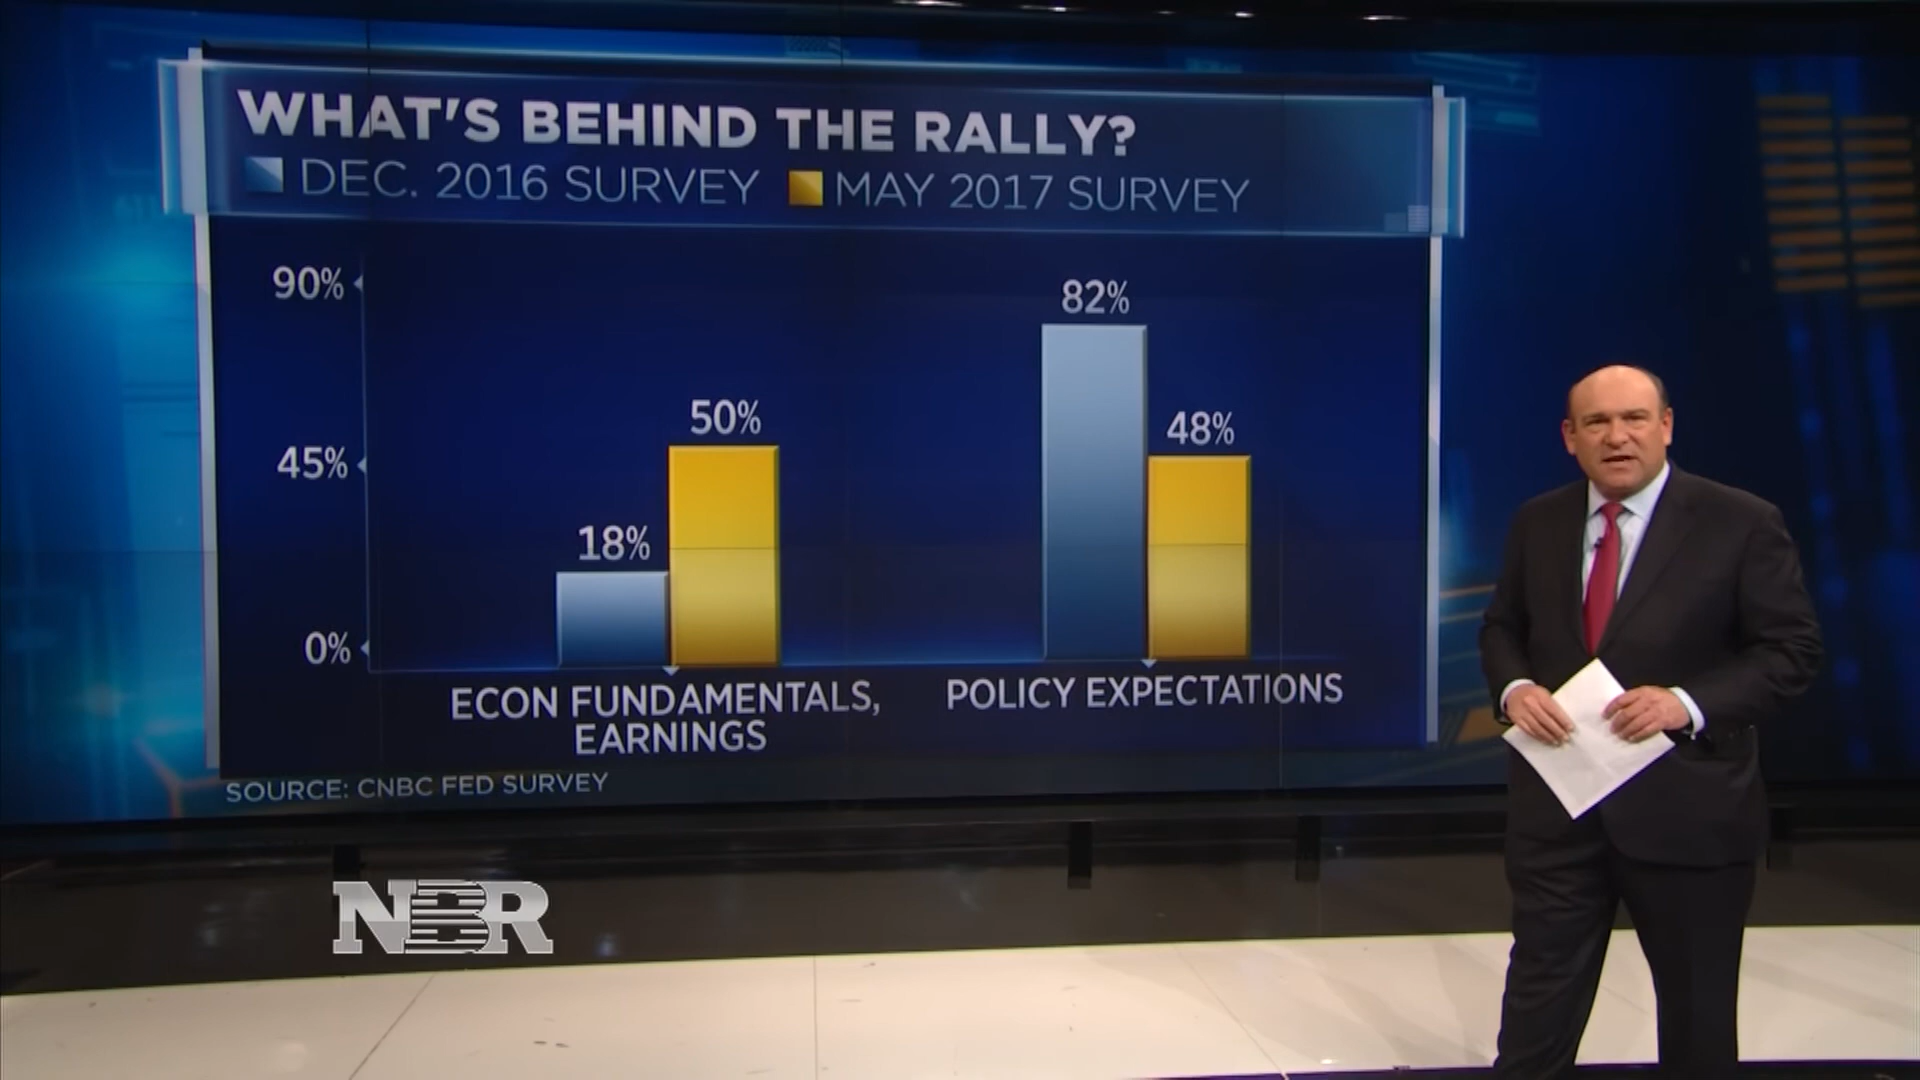 WHAT'S BEHIND THE RALLY?
DEC. 2016 SURVEY MAY 2017 SURVEY
90%
45%
0%
18%
50%
82%
48%
ECON FUNDAMENTALS,
EARNINGS
POLICY EXPECTATIONS
SOURCE: CNBC FED SURVEY
NBR